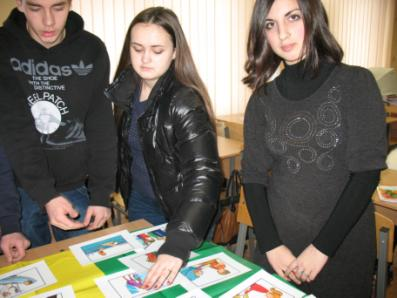 adidas
THE SHOE
WITH THE
DISTINCTIVE